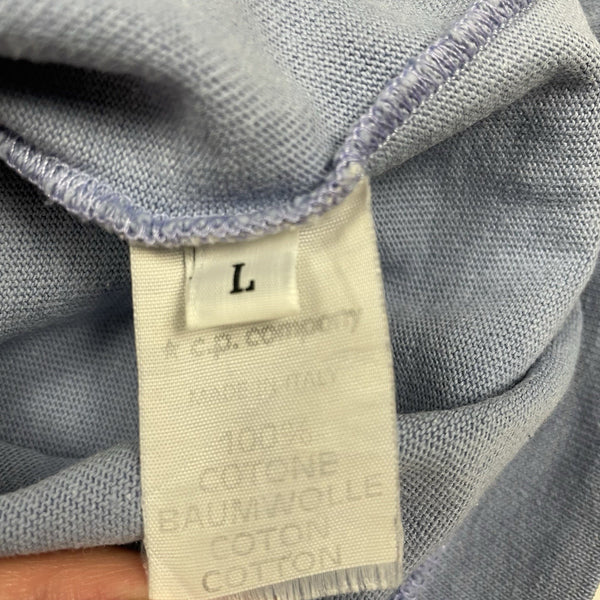 L
c.p. company
MADE IN ITALY
100%
COTONE
BAUMWOLLE
COTON
COTTON